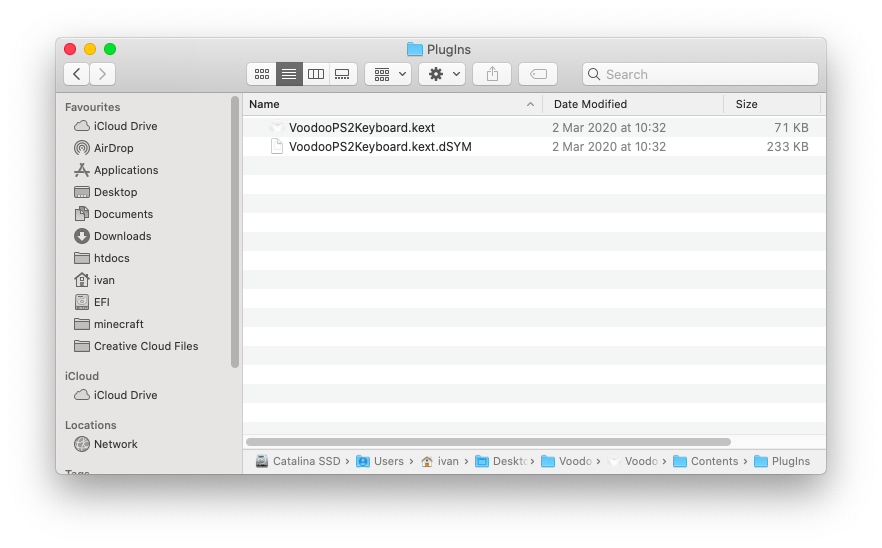 PlugIns
Search
Favourites
iCloud Drive
AirDrop
Applications
Desktop
Documents
Downloads
htdocs
ivan
EFI
minecraft
Creative Cloud Files
iCloud
iCloud Drive
Locations
Network
Tags
Name Date Modified Size
VoodooPS2Keyboard.kext 2 Mar 2020 at 10:32 71 KB
VoodooPS2Keyboard.kext.dSYM 2 Mar 2020 at 10:32 233 KB
Catalina SSD › Users › ivan › Deskto › Voodo › Voodo › Contents › PlugIns